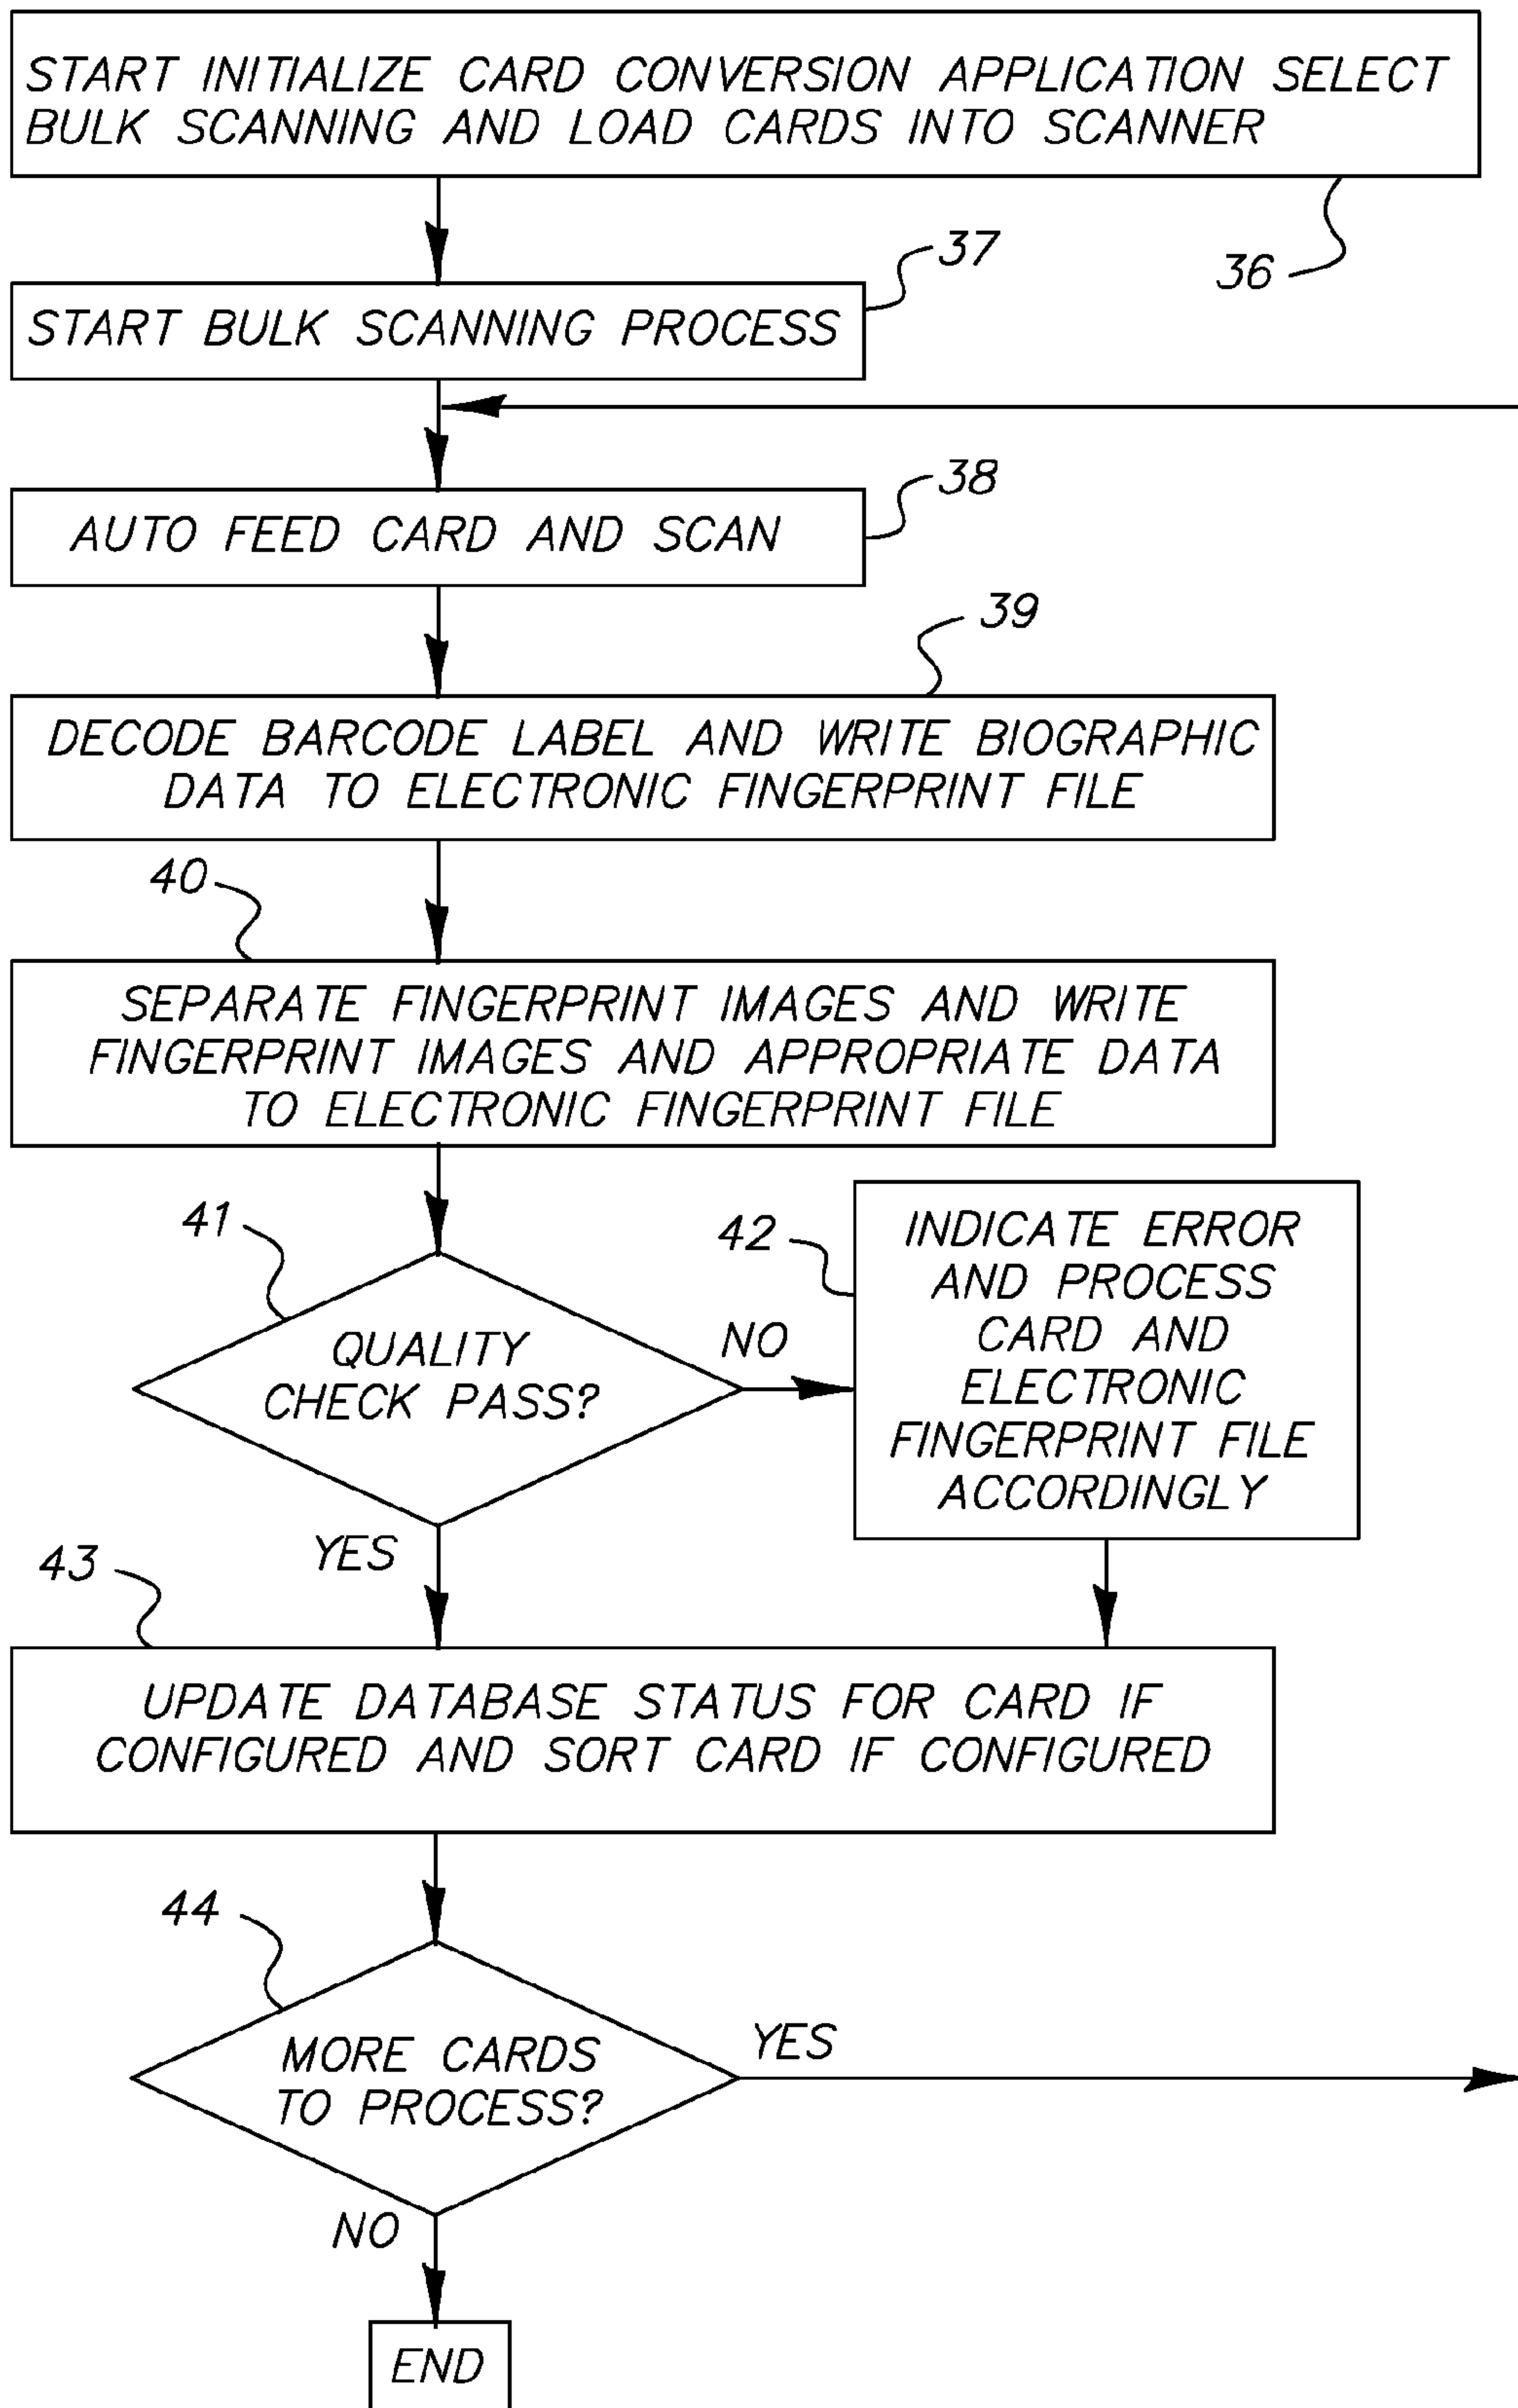 START INITIALIZE CARD CONVERSION APPLICATION SELECT
BULK SCANNING AND LOAD CARDS INTO SCANNER
36
37
START BULK SCANNING PROCESS
38
AUTO FEED CARD AND SCAN
39
DECODE BARCODE LABEL AND WRITE BIOGRAPHIC
DATA TO ELECTRONIC FINGERPRINT FILE
40
SEPARATE FINGERPRINT IMAGES AND WRITE
FINGERPRINT IMAGES AND APPROPRIATE DATA
TO ELECTRONIC FINGERPRINT FILE
41
QUALITY
CHECK PASS?
NO
42
INDICATE ERROR
AND PROCESS
CARD AND
ELECTRONIC
FINGERPRINT FILE
ACCORDINGLY
YES
43
UPDATE DATABASE STATUS FOR CARD IF
CONFIGURED AND SORT CARD IF CONFIGURED
44
MORE CARDS
TO PROCESS?
YES
NO
END